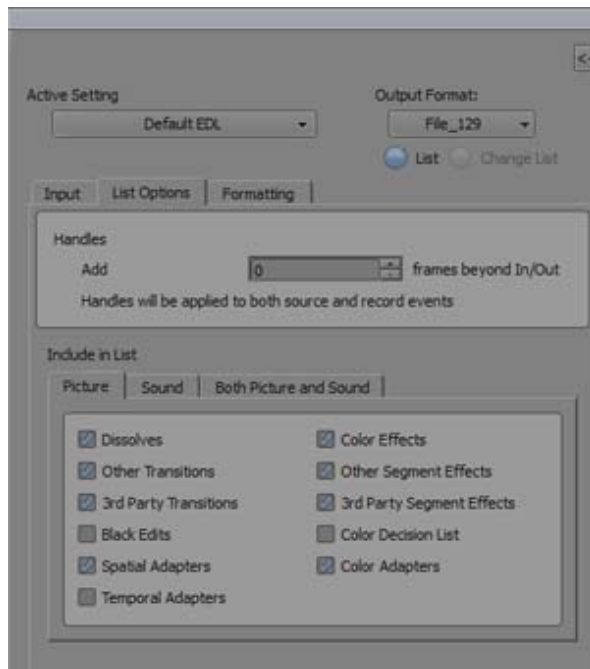 Active Setting
Output Format:
Default EDL
File_129
List
Change List
Input
List Options
Formatting
Handles
Add 0 frames beyond In/Out
Handles will be applied to both source and record events
Include in List
Picture
Sound
Both Picture and Sound
Dissolves
Color Effects
Other Transitions
Other Segment Effects
3rd Party Transitions
3rd Party Segment Effects
Black Edits
Color Decision List
Spatial Adapters
Color Adapters
Temporal Adapters